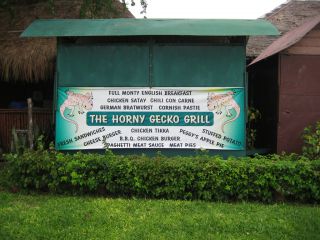 FULL MONTY ENGLISH BREAKFAST
CHICKEN SATAY CHILI CON CARNE
GERMAN BRATWURST CORNISH PASTIE
THE HORNY GECKO GRILL
FRESH SANDWICHES CHICKEN TIKKA STUFFED POTATO
CHEESE BURGER B.B.Q. CHICKEN BURGER PEGGY'S APPLE PIE
SPAGHETTI MEAT SAUCE MEAT PIES